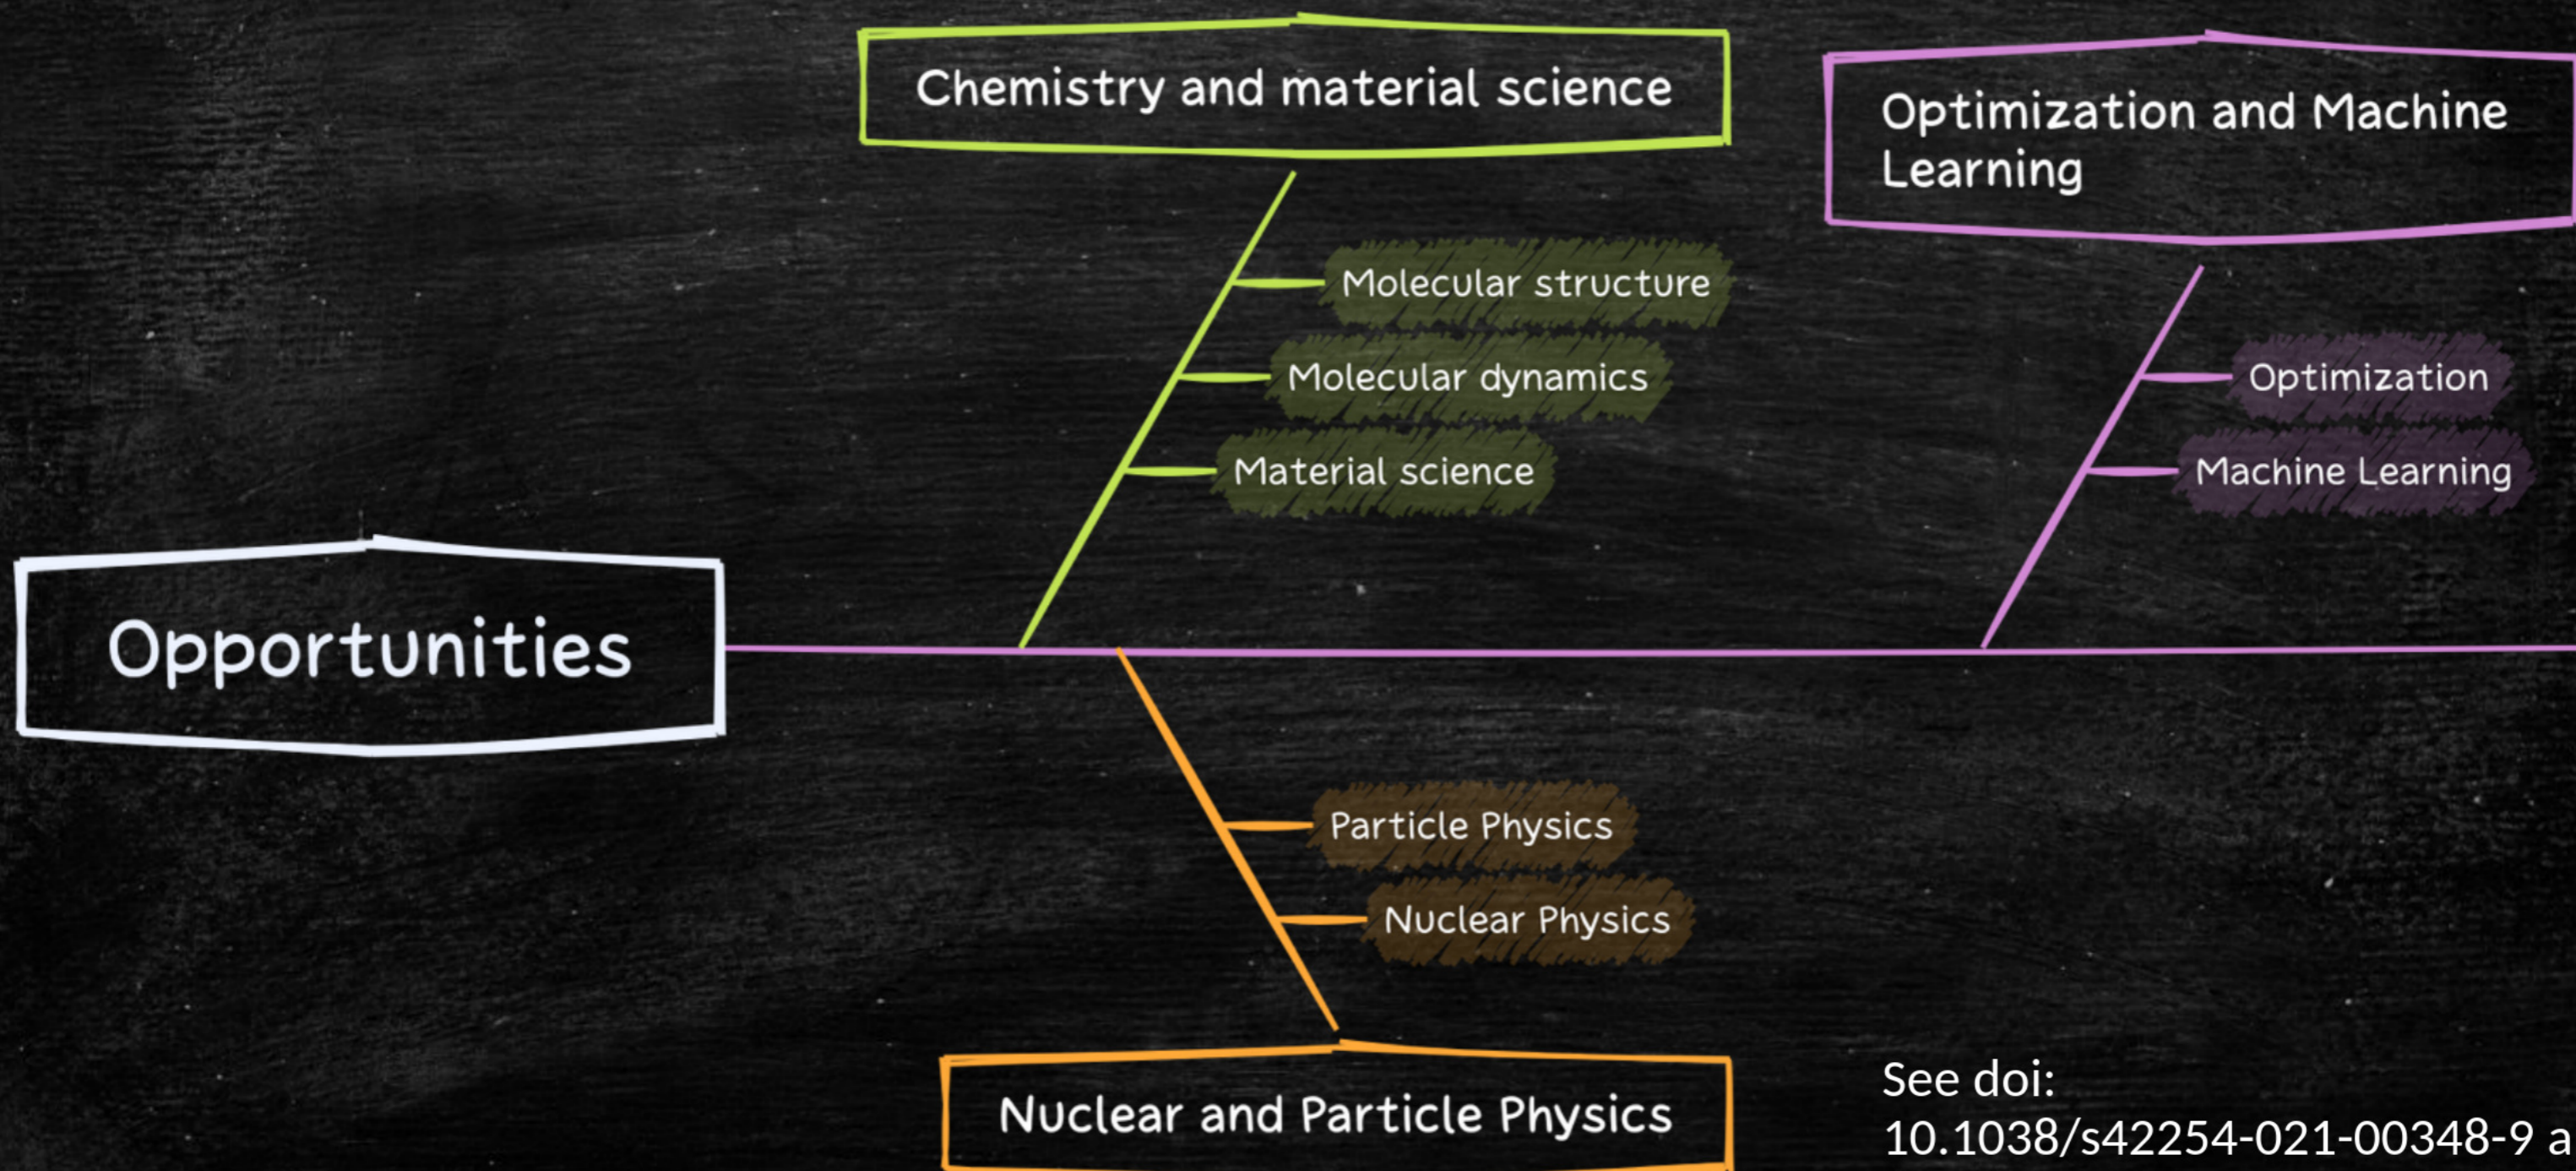 Chemistry and material science
Optimization and Machine
Learning
Molecular structure
Molecular dynamics
Material science
Optimization
Machine Learning
Opportunities
Particle Physics
Nuclear Physics
Nuclear and Particle Physics
See doi:
10.1038/s42254-021-00348-9 a